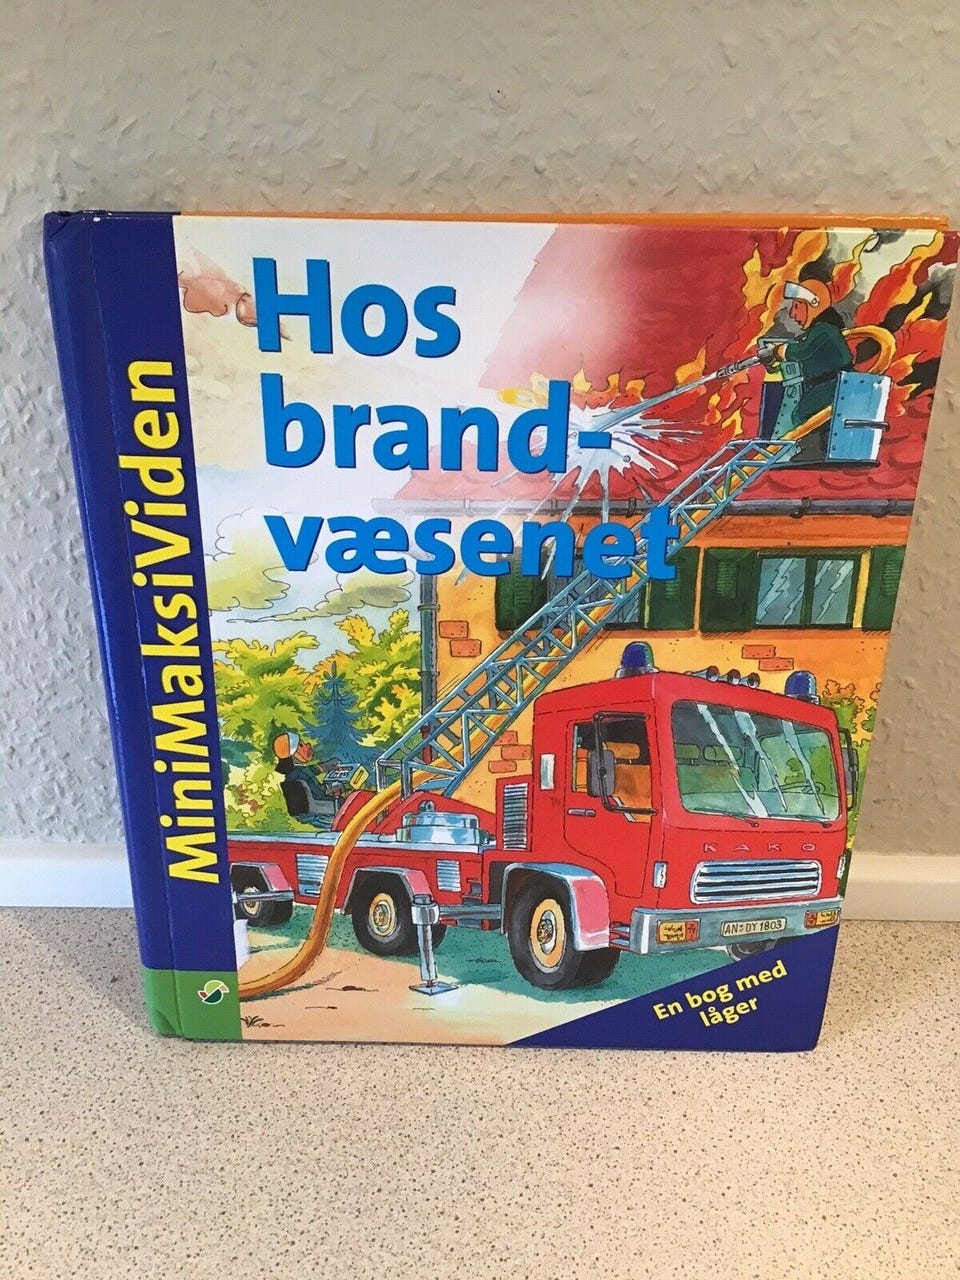 Hos
brand-
væsenet
MiniMaksiViden
KAKO
AN:DY 1803
En bog med
låger